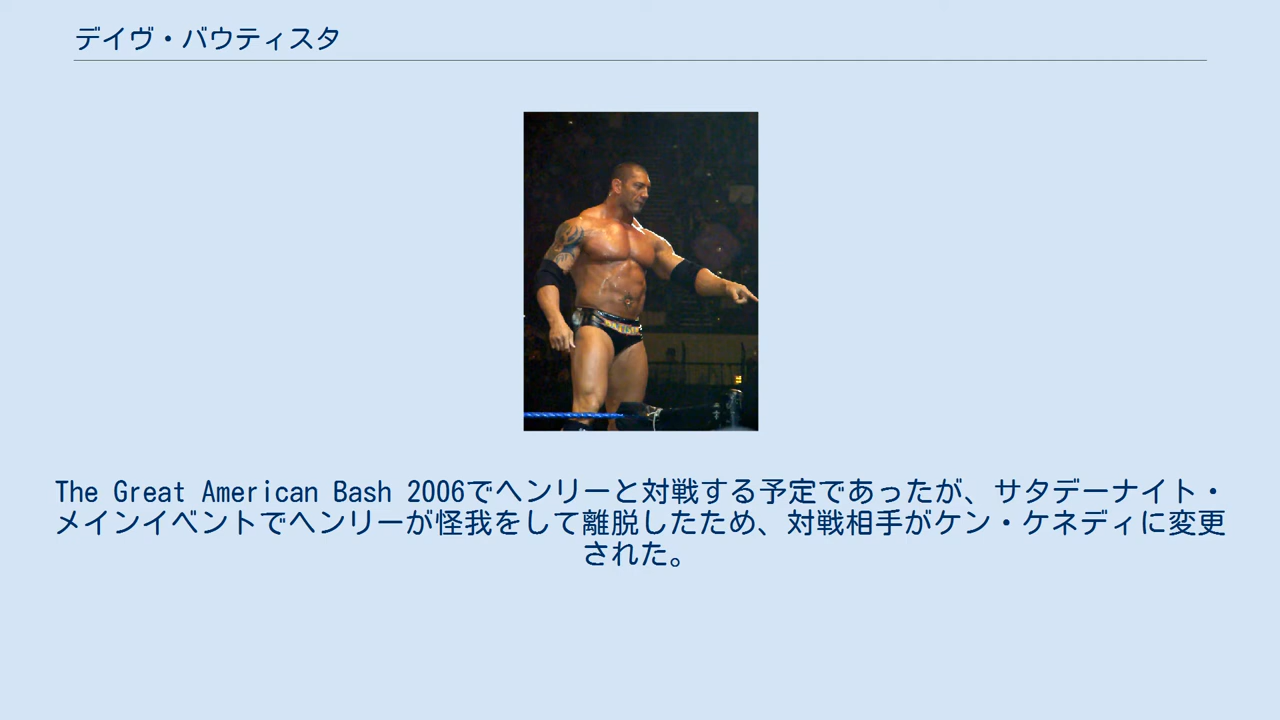 デイヴ・バウティスタ
The Great American Bash 2006でヘンリーと対戦する予定であったが、サタデーナイト・
メインイベントでヘンリーが怪我をして離脱したため、対戦相手がケン・ケネディに変更
された。